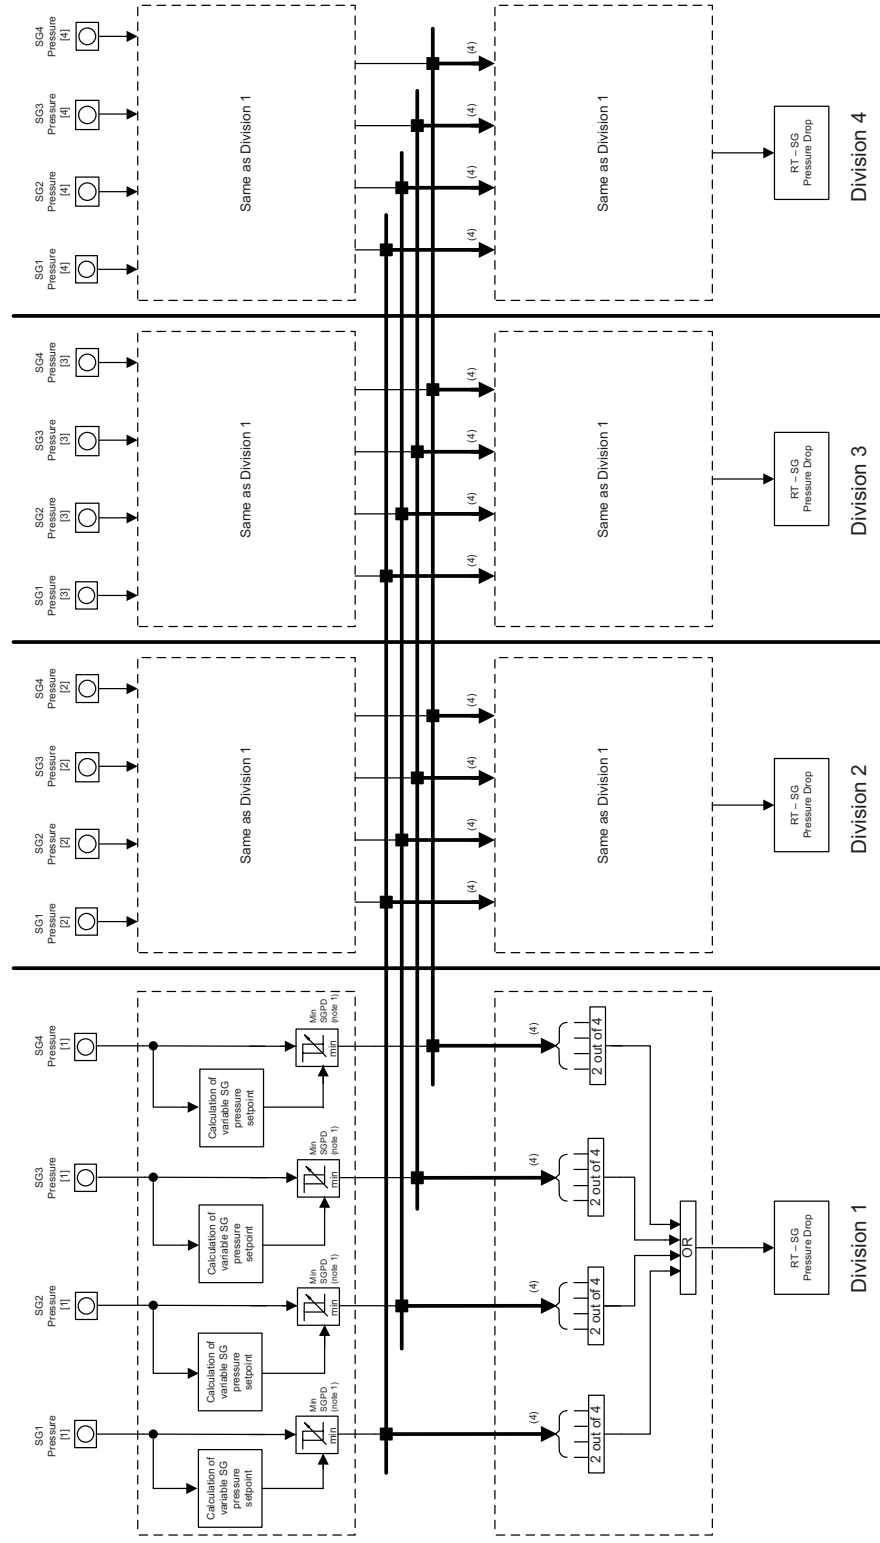 SG1
Pressure
[1]
SG2
Pressure
[1]
SG3
Pressure
[1]
SG4
Pressure
[1]
Calculation of
variable SG
pressure
setpoint
Min
SGPD
(note 1)
min
Calculation of
variable SG
pressure
setpoint
Min
SGPD
(note 1)
min
Calculation of
variable SG
pressure
setpoint
Min
SGPD
(note 1)
min
Calculation of
variable SG
pressure
setpoint
Min
SGPD
(note 1)
min
(4)
(4)
(4)
(4)
2 out of 4
2 out of 4
2 out of 4
2 out of 4
OR
RT – SG
Pressure Drop
Division 1
SG1
Pressure
[2]
SG2
Pressure
[2]
SG3
Pressure
[2]
SG4
Pressure
[2]
Same as Division 1
(4)
(4)
(4)
(4)
Same as Division 1
RT – SG
Pressure Drop
Division 2
SG1
Pressure
[3]
SG2
Pressure
[3]
SG3
Pressure
[3]
SG4
Pressure
[3]
Same as Division 1
(4)
(4)
(4)
(4)
Same as Division 1
RT – SG
Pressure Drop
Division 3
SG1
Pressure
[4]
SG2
Pressure
[4]
SG3
Pressure
[4]
SG4
Pressure
[4]
Same as Division 1
(4)
(4)
(4)
(4)
Same as Division 1
RT – SG
Pressure Drop
Division 4